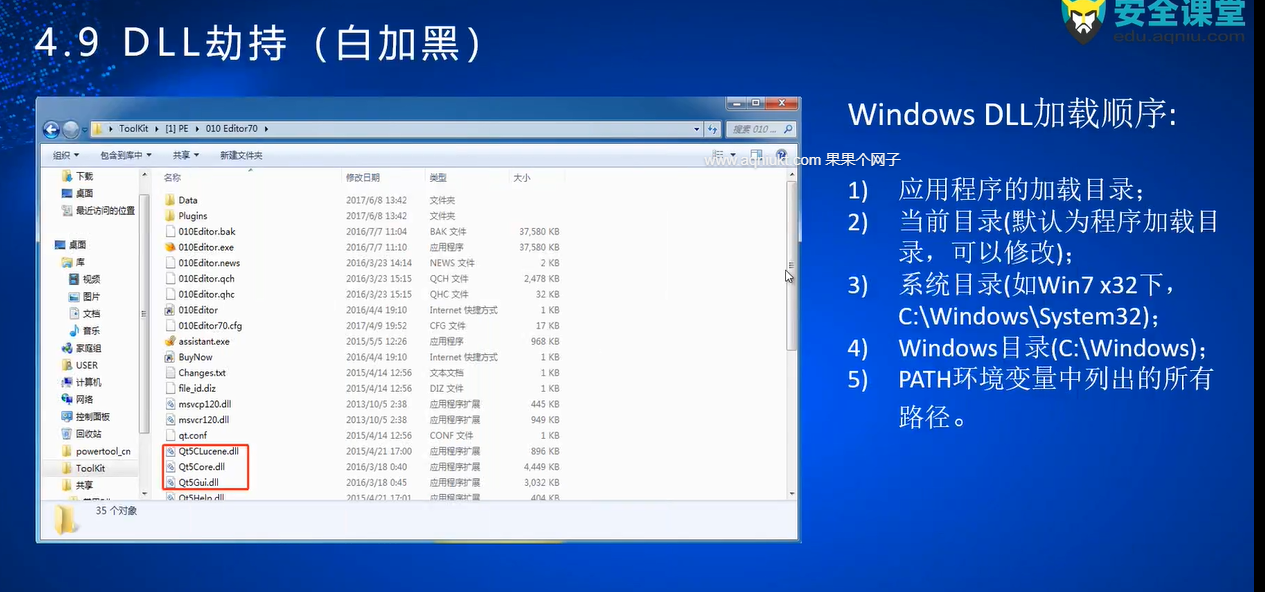 安全课堂
edu.aqniu.com
4.9 DLL劫持（白加黑）
ToolKit ▸ [1] PE ▸ 010 Editor70 ▸
搜索 010 ...
组织 包含到库中 共享 新建文件夹
www.aqniukt.com 果果个网子
名称 修改日期 类型 大小
下载
桌面
最近访问的位置
桌面
库
视频
图片
文档
音乐
家庭组
USER
计算机
网络
控制面板
回收站
powertool_cn
ToolKit
共享
Data 2017/6/8 13:42 文件夹
Plugins 2017/6/8 13:42 文件夹
010Editor.bak 2016/7/7 11:04 BAK 文件 37,580 KB
010Editor.exe 2016/7/7 11:10 应用程序 37,580 KB
010Editor.news 2016/3/23 14:14 NEWS 文件 2 KB
010Editor.qch 2016/3/23 15:15 QCH 文件 2,478 KB
010Editor.qhc 2016/3/23 15:15 QHC 文件 32 KB
010Editor 2016/4/4 19:10 Internet 快捷方式 1 KB
010Editor70.cfg 2017/4/9 19:52 CFG 文件 17 KB
assistant.exe 2015/5/5 12:26 应用程序 968 KB
BuyNow 2016/4/4 19:10 Internet 快捷方式 1 KB
Changes.txt 2015/4/14 12:56 文本文档 1 KB
file_id.diz 2015/4/14 12:56 DIZ 文件 1 KB
msvcp120.dll 2013/10/5 2:38 应用程序扩展 445 KB
msvcr120.dll 2013/10/5 2:38 应用程序扩展 949 KB
qt.conf 2015/4/14 12:56 CONF 文件 1 KB
Qt5CLucene.dll 2015/4/21 17:00 应用程序扩展 896 KB
Qt5Core.dll 2016/3/18 0:40 应用程序扩展 4,449 KB
Qt5Gui.dll 2016/3/18 0:45 应用程序扩展 3,032 KB
Qt5Help.dll 2015/4/21 17:01 应用程序扩展 404 KB
35 个对象
Windows DLL加载顺序:
1) 应用程序的加载目录；
2) 当前目录(默认为程序加载目
录，可以修改)；
3) 系统目录(如Win7 x32下，
C:\Windows\System32)；
4) Windows目录(C:\Windows)；
5) PATH环境变量中列出的所有
路径。